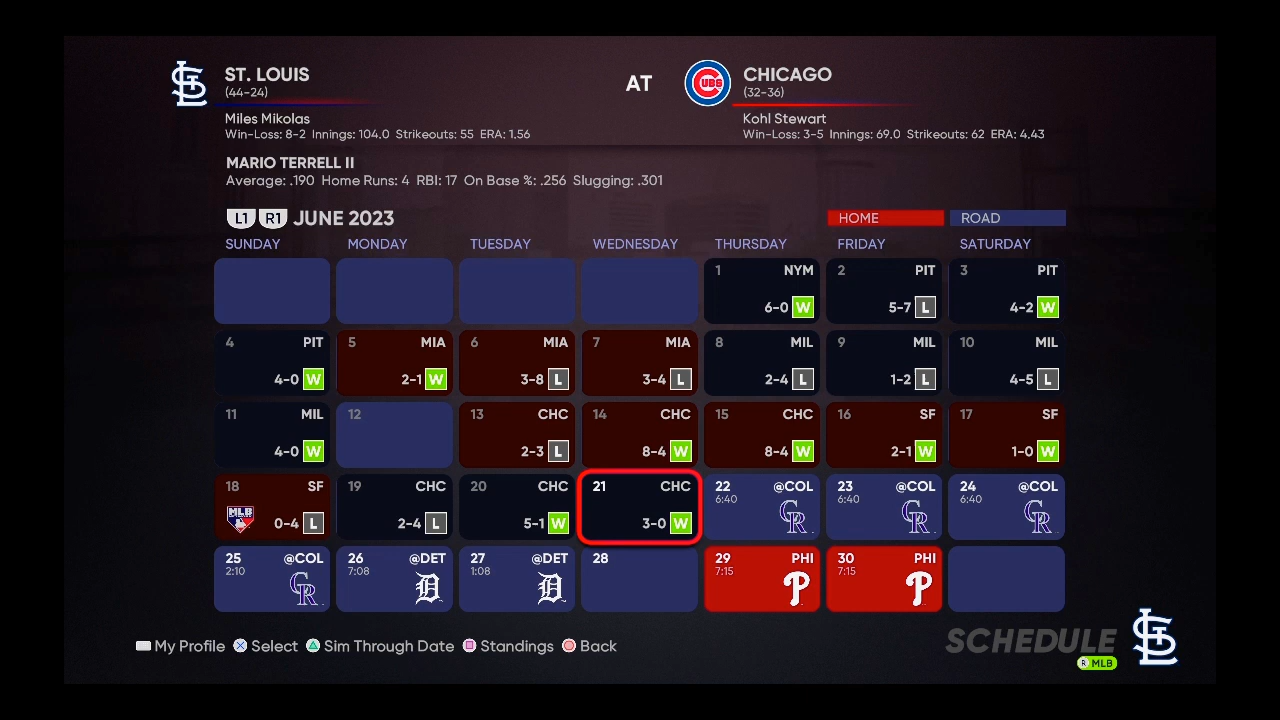 ST. LOUIS
(44-24)
AT
CUBS
CHICAGO
(32-36)
Miles Mikolas
Win-Loss: 8-2 Innings: 104.0 Strikeouts: 55 ERA: 1.56
Kohl Stewart
Win-Loss: 3-5 Innings: 69.0 Strikeouts: 62 ERA: 4.43
MARIO TERRELL II
Average: .190 Home Runs: 4 RBI: 17 On Base %: .256 Slugging: .301
L1 R1 JUNE 2023
HOME ROAD
SUNDAY MONDAY TUESDAY WEDNESDAY THURSDAY FRIDAY SATURDAY
1 NYM 2 PIT 3 PIT
6-0 W 5-7 L 4-2 W
4 PIT 5 MIA 6 MIA 7 MIA 8 MIL 9 MIL 10 MIL
4-0 W 2-1 W 3-8 L 3-4 L 2-4 L 1-2 L 4-5 L
11 MIL 12 13 CHC 14 CHC 15 CHC 16 SF 17 SF
4-0 W 2-3 L 8-4 W 8-4 W 2-1 W 1-0 W
18 SF 19 CHC 20 CHC 21 CHC 22 @COL 23 @COL 24 @COL
6:40 6:40 6:40
MLB 0-4 L 2-4 L 5-1 W 3-0 W CR CR CR
25 @COL 26 @DET 27 @DET 28 29 PHI 30 PHI
2:10 7:08 1:08 7:15 7:15
CR D D P P
My Profile Select Sim Through Date Standings Back
SCHEDULE
R MLB